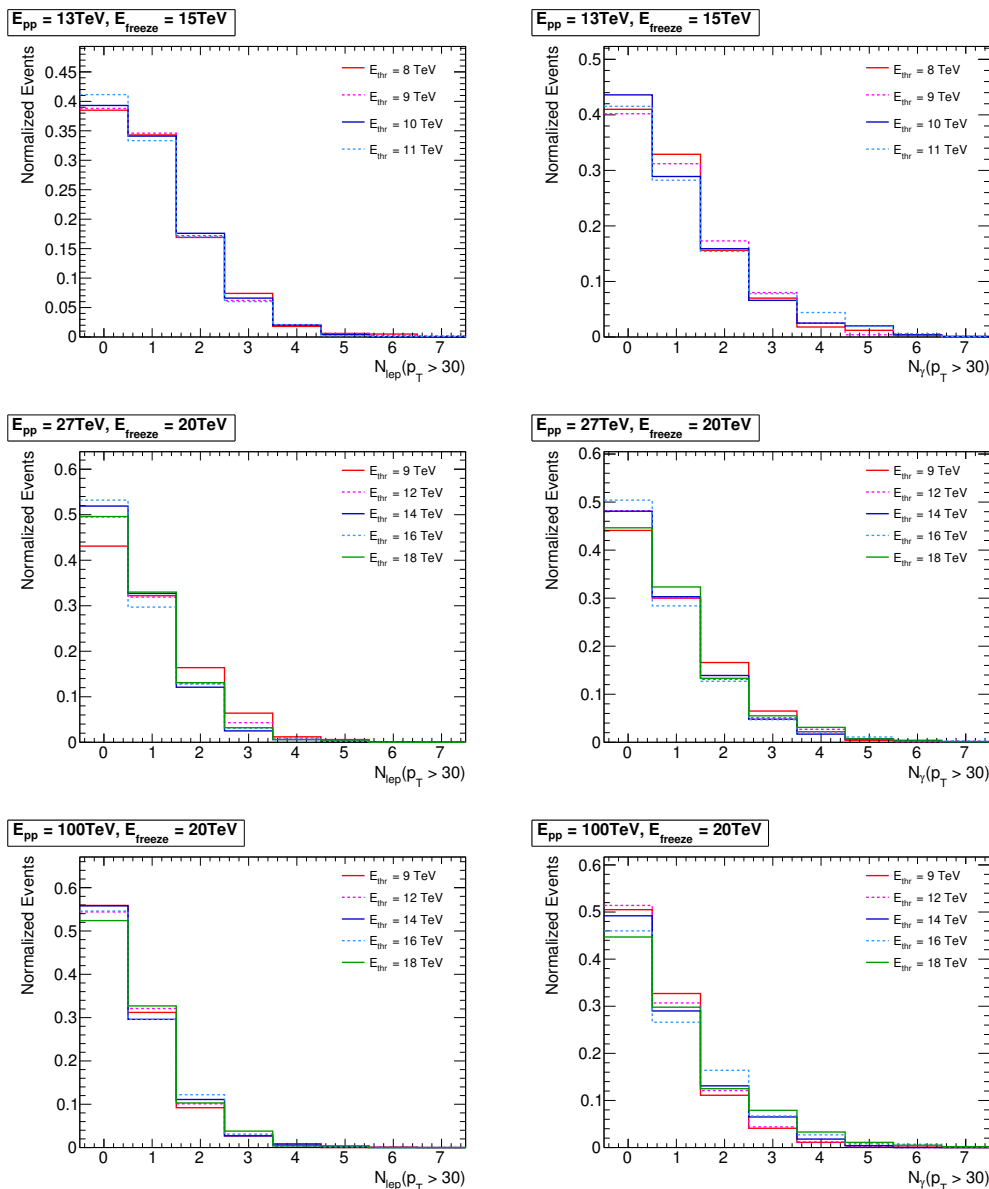 E_pp = 13TeV, E_freeze = 15TeV
Normalized Events
0.45
0.4
0.35
0.3
0.25
0.2
0.15
0.1
0.05
0
E_thr = 8 TeV
E_thr = 9 TeV
E_thr = 10 TeV
E_thr = 11 TeV
0 1 2 3 4 5 6 7
N_lep(p_T > 30)
E_pp = 13TeV, E_freeze = 15TeV
Normalized Events
0.5
0.4
0.3
0.2
0.1
0
E_thr = 8 TeV
E_thr = 9 TeV
E_thr = 10 TeV
E_thr = 11 TeV
0 1 2 3 4 5 6 7
N_γ(p_T > 30)
E_pp = 27TeV, E_freeze = 20TeV
Normalized Events
0.6
0.5
0.4
0.3
0.2
0.1
0
E_thr = 9 TeV
E_thr = 12 TeV
E_thr = 14 TeV
E_thr = 16 TeV
E_thr = 18 TeV
0 1 2 3 4 5 6 7
N_lep(p_T > 30)
E_pp = 27TeV, E_freeze = 20TeV
Normalized Events
0.6
0.5
0.4
0.3
0.2
0.1
0
E_thr = 9 TeV
E_thr = 12 TeV
E_thr = 14 TeV
E_thr = 16 TeV
E_thr = 18 TeV
0 1 2 3 4 5 6 7
N_γ(p_T > 30)
E_pp = 100TeV, E_freeze = 20TeV
Normalized Events
0.6
0.5
0.4
0.3
0.2
0.1
0
E_thr = 9 TeV
E_thr = 12 TeV
E_thr = 14 TeV
E_thr = 16 TeV
E_thr = 18 TeV
0 1 2 3 4 5 6 7
N_lep(p_T > 30)
E_pp = 100TeV, E_freeze = 20TeV
Normalized Events
0.6
0.5
0.4
0.3
0.2
0.1
0
E_thr = 9 TeV
E_thr = 12 TeV
E_thr = 14 TeV
E_thr = 16 TeV
E_thr = 18 TeV
0 1 2 3 4 5 6 7
N_γ(p_T > 30)